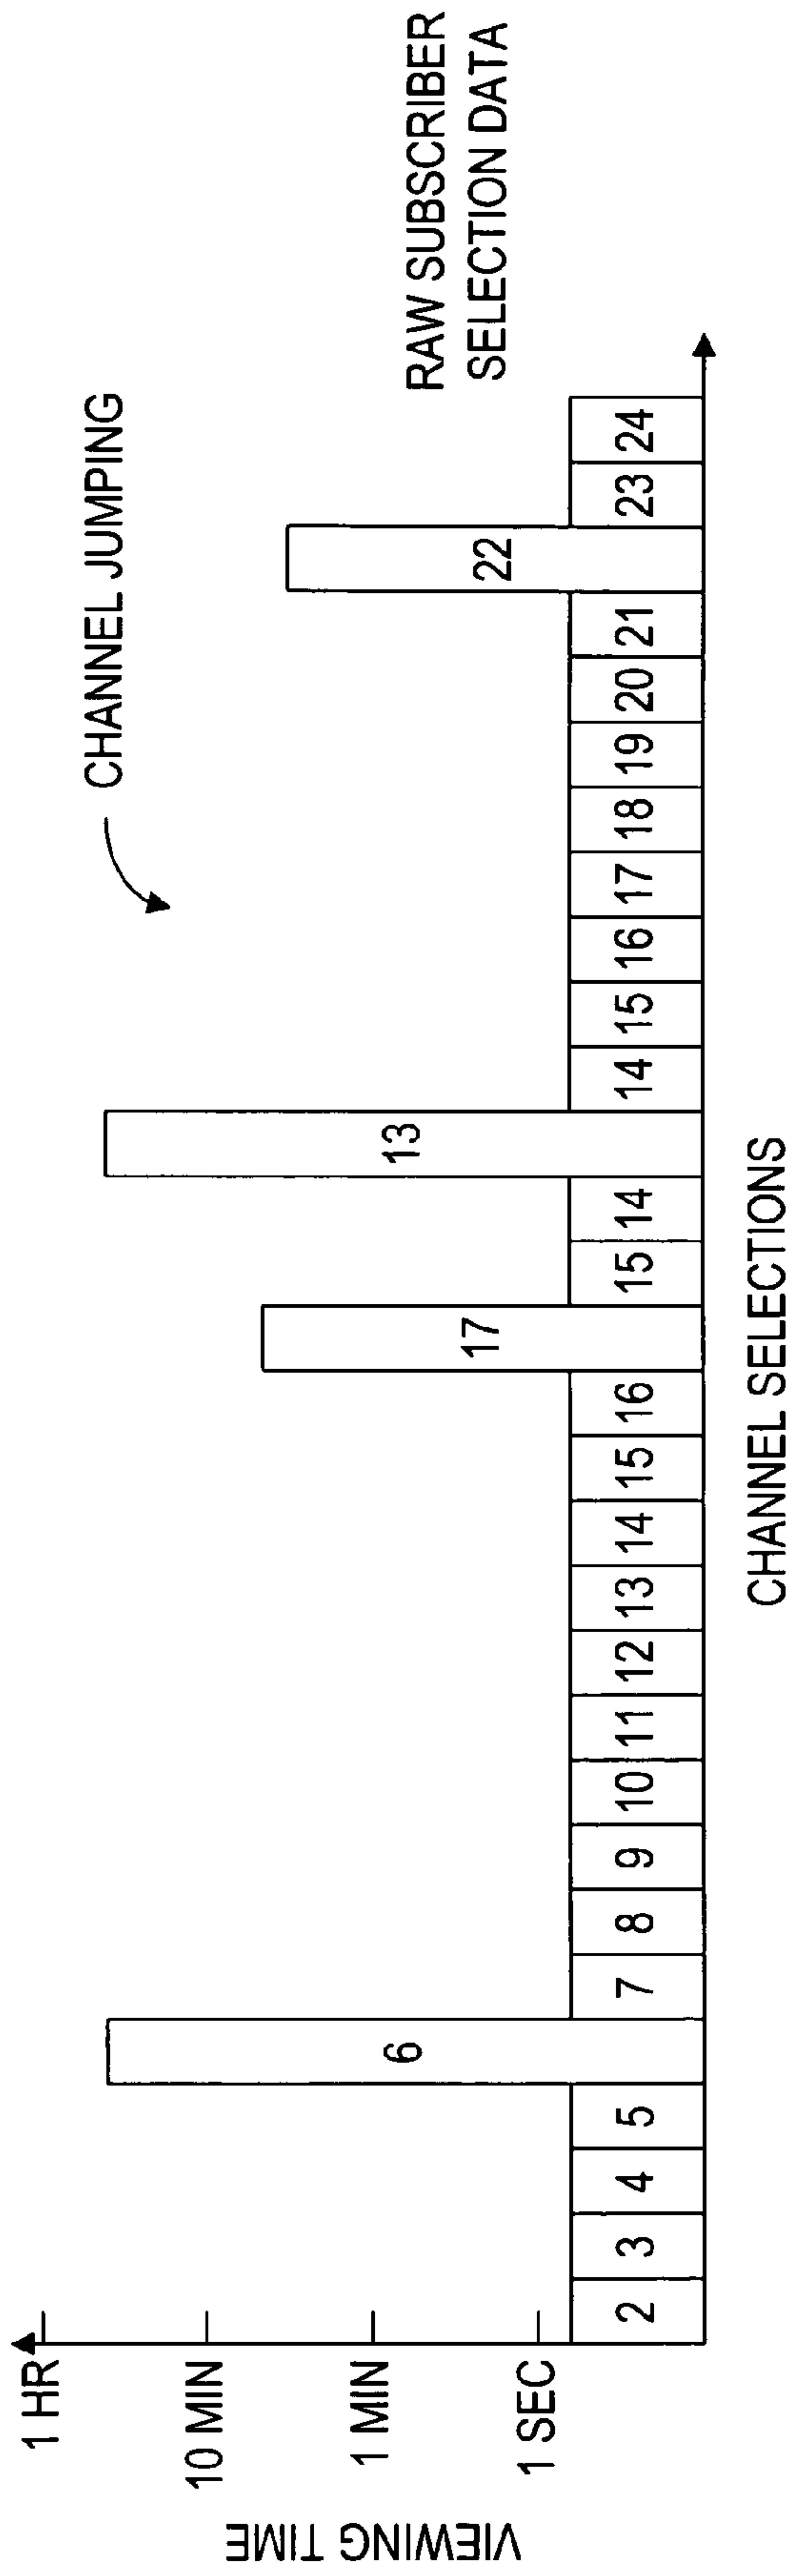 CHANNEL JUMPING
RAW SUBSCRIBER
SELECTION DATA
VIEWING TIME
1 HR
10 MIN
1 MIN
1 SEC
2 3 4 5 6 7 8 9 10 11 12 13 14 15 16 17 15 14 13 14 15 16 17 18 19 20 21 22 23 24
CHANNEL SELECTIONS